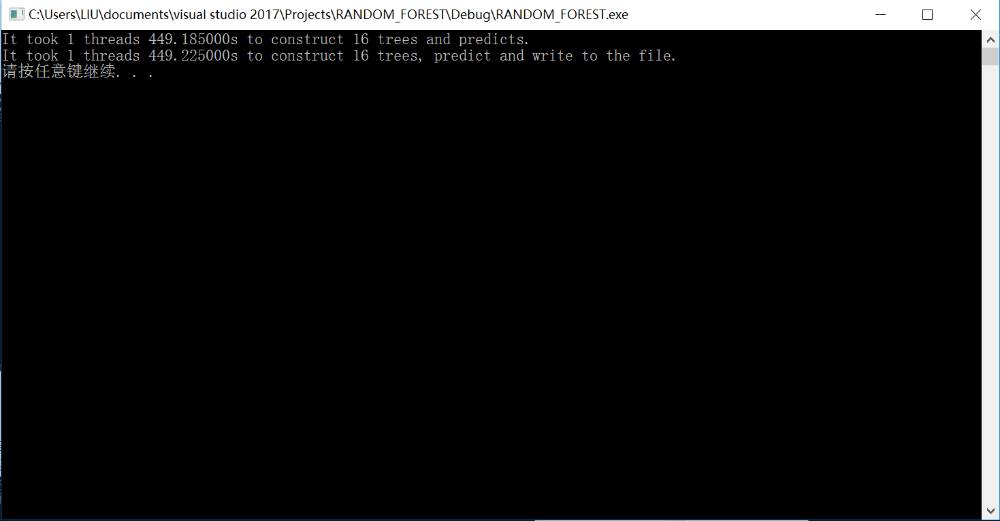 C:\Users\LIU\documents\visual studio 2017\Projects\RANDOM_FOREST\Debug\RANDOM_FOREST.exe
It took 1 threads 449.185000s to construct 16 trees and predicts.
It took 1 threads 449.225000s to construct 16 trees, predict and write to the file.
请按任意键继续. . .